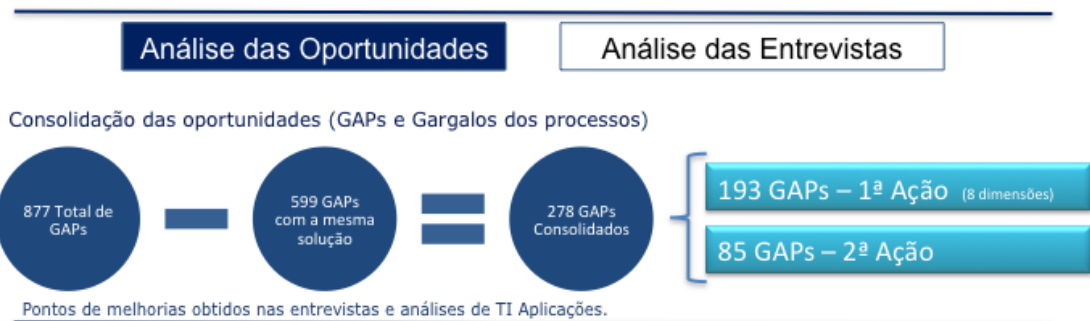 Análise das Oportunidades
Análise das Entrevistas
Consolidação das oportunidades (GAPs e Gargalos dos processos)
877 Total de
GAPs
599 GAPs
com a mesma
solução
278 GAPs
Consolidados
193 GAPs – 1ª Ação (8 dimensões)
85 GAPs – 2ª Ação
Pontos de melhorias obtidos nas entrevistas e análises de TI Aplicações.